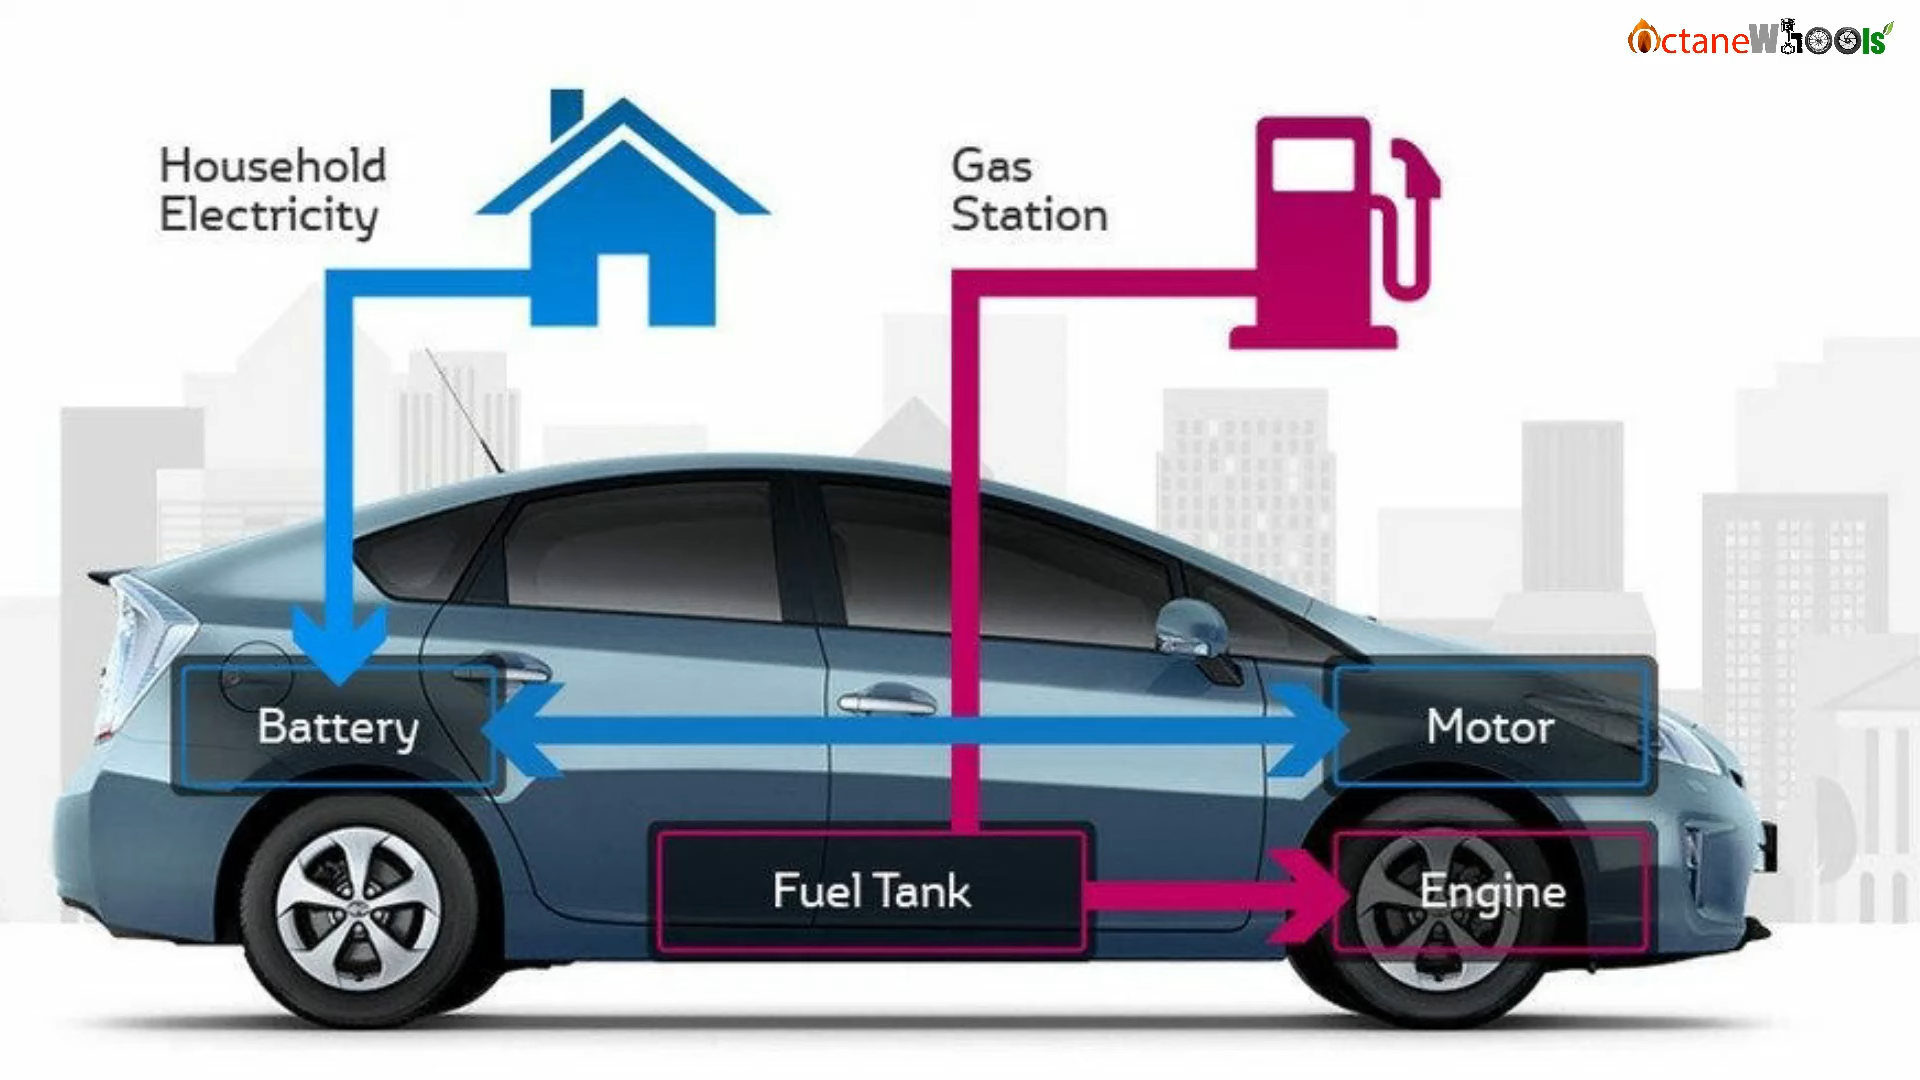 OctaneWheels
Household
Electricity
Gas
Station
Battery
Motor
Fuel Tank
Engine